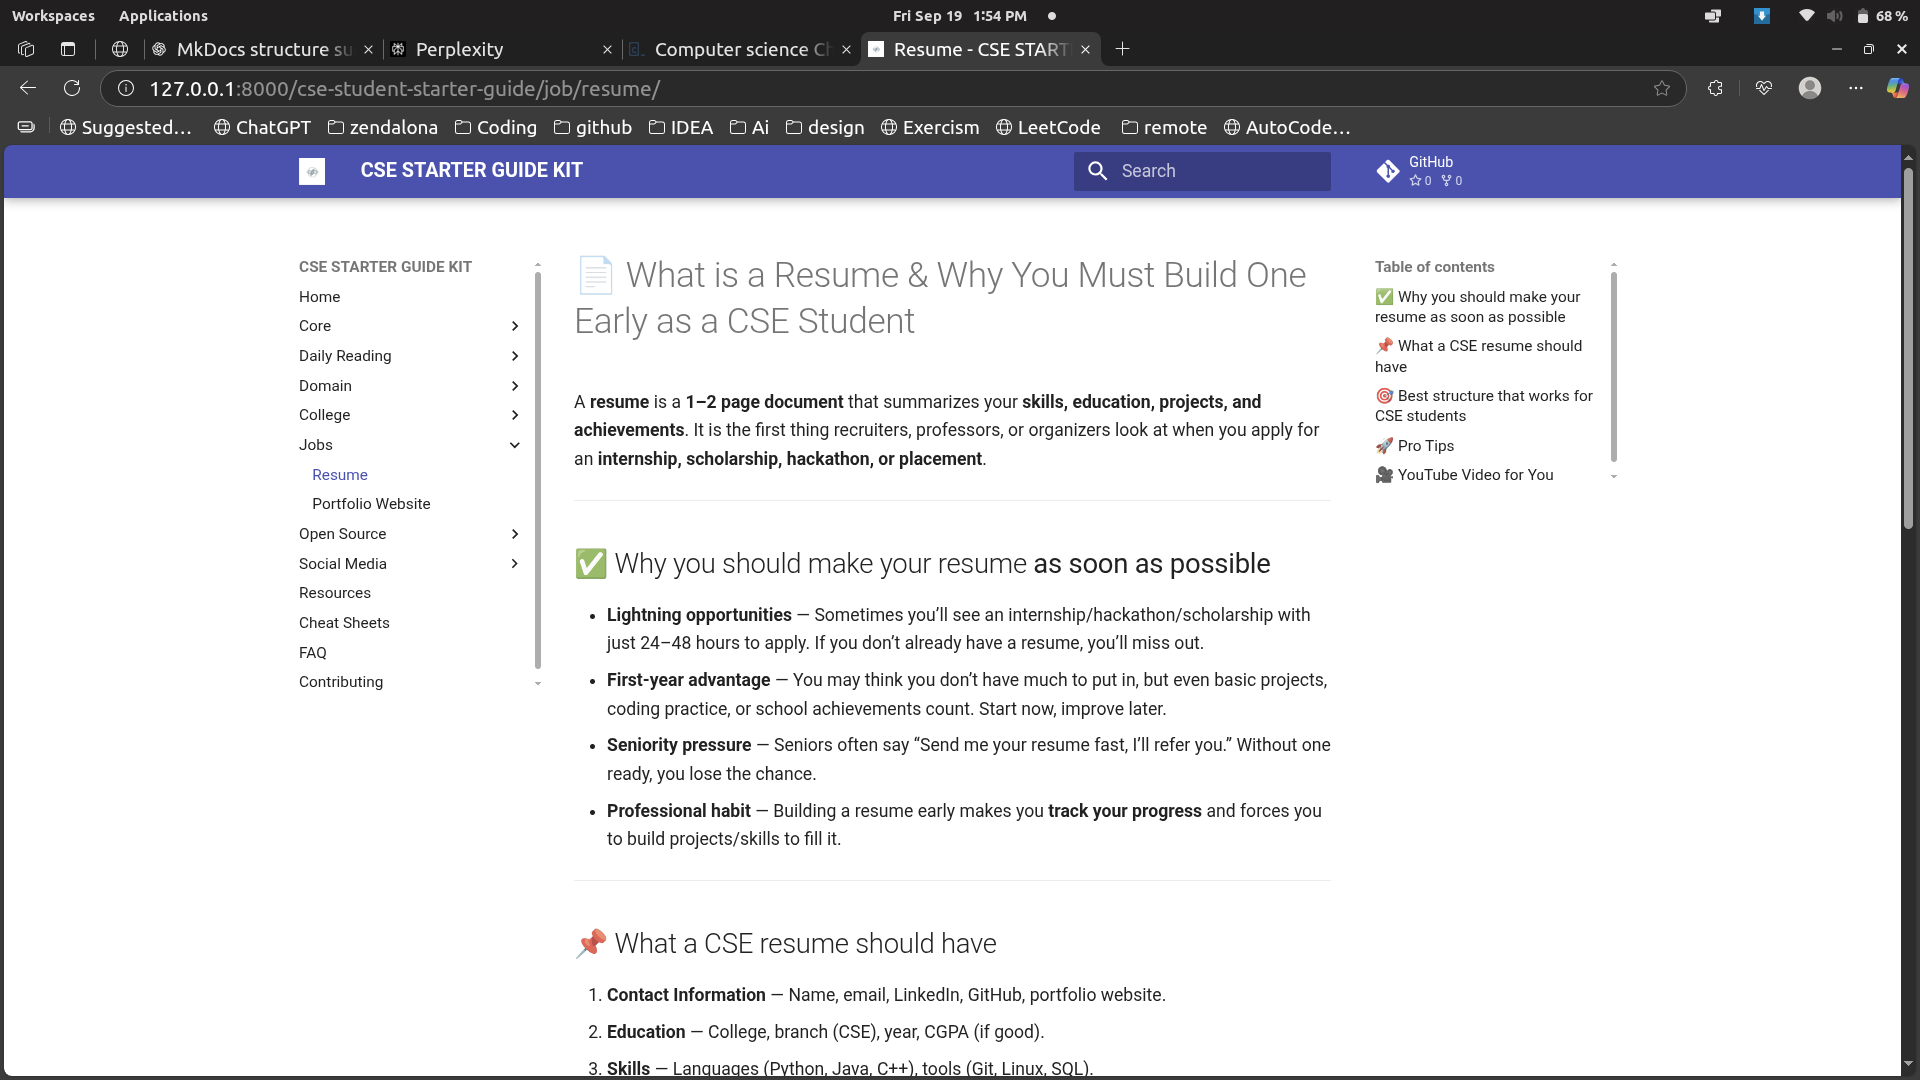 Workspaces Applications Fri Sep 19 1:54 PM 68 %
MkDocs structure su Perplexity Computer science Ch Resume - CSE START
127.0.0.1:8000/cse-student-starter-guide/job/resume/
Suggested... ChatGPT zendalona Coding github IDEA Ai design Exercism LeetCode remote AutoCode...
CSE STARTER GUIDE KIT
Search
GitHub
0 0
CSE STARTER GUIDE KIT
Home
Core
Daily Reading
Domain
College
Jobs
Resume
Portfolio Website
Open Source
Social Media
Resources
Cheat Sheets
FAQ
Contributing
📄 What is a Resume & Why You Must Build One
Early as a CSE Student
A resume is a 1–2 page document that summarizes your skills, education, projects, and
achievements. It is the first thing recruiters, professors, or organizers look at when you apply for
an internship, scholarship, hackathon, or placement.
✅ Why you should make your resume as soon as possible
• Lightning opportunities — Sometimes you’ll see an internship/hackathon/scholarship with
just 24–48 hours to apply. If you don’t already have a resume, you’ll miss out.
• First-year advantage — You may think you don’t have much to put in, but even basic projects,
coding practice, or school achievements count. Start now, improve later.
• Seniority pressure — Seniors often say “Send me your resume fast, I’ll refer you.” Without one
ready, you lose the chance.
• Professional habit — Building a resume early makes you track your progress and forces you
to build projects/skills to fill it.
📌 What a CSE resume should have
1. Contact Information — Name, email, LinkedIn, GitHub, portfolio website.
2. Education — College, branch (CSE), year, CGPA (if good).
3. Skills — Languages (Python, Java, C++), tools (Git, Linux, SQL).
Table of contents
✅ Why you should make your
resume as soon as possible
📌 What a CSE resume should
have
🎯 Best structure that works for
CSE students
🚀 Pro Tips
🎥 YouTube Video for You